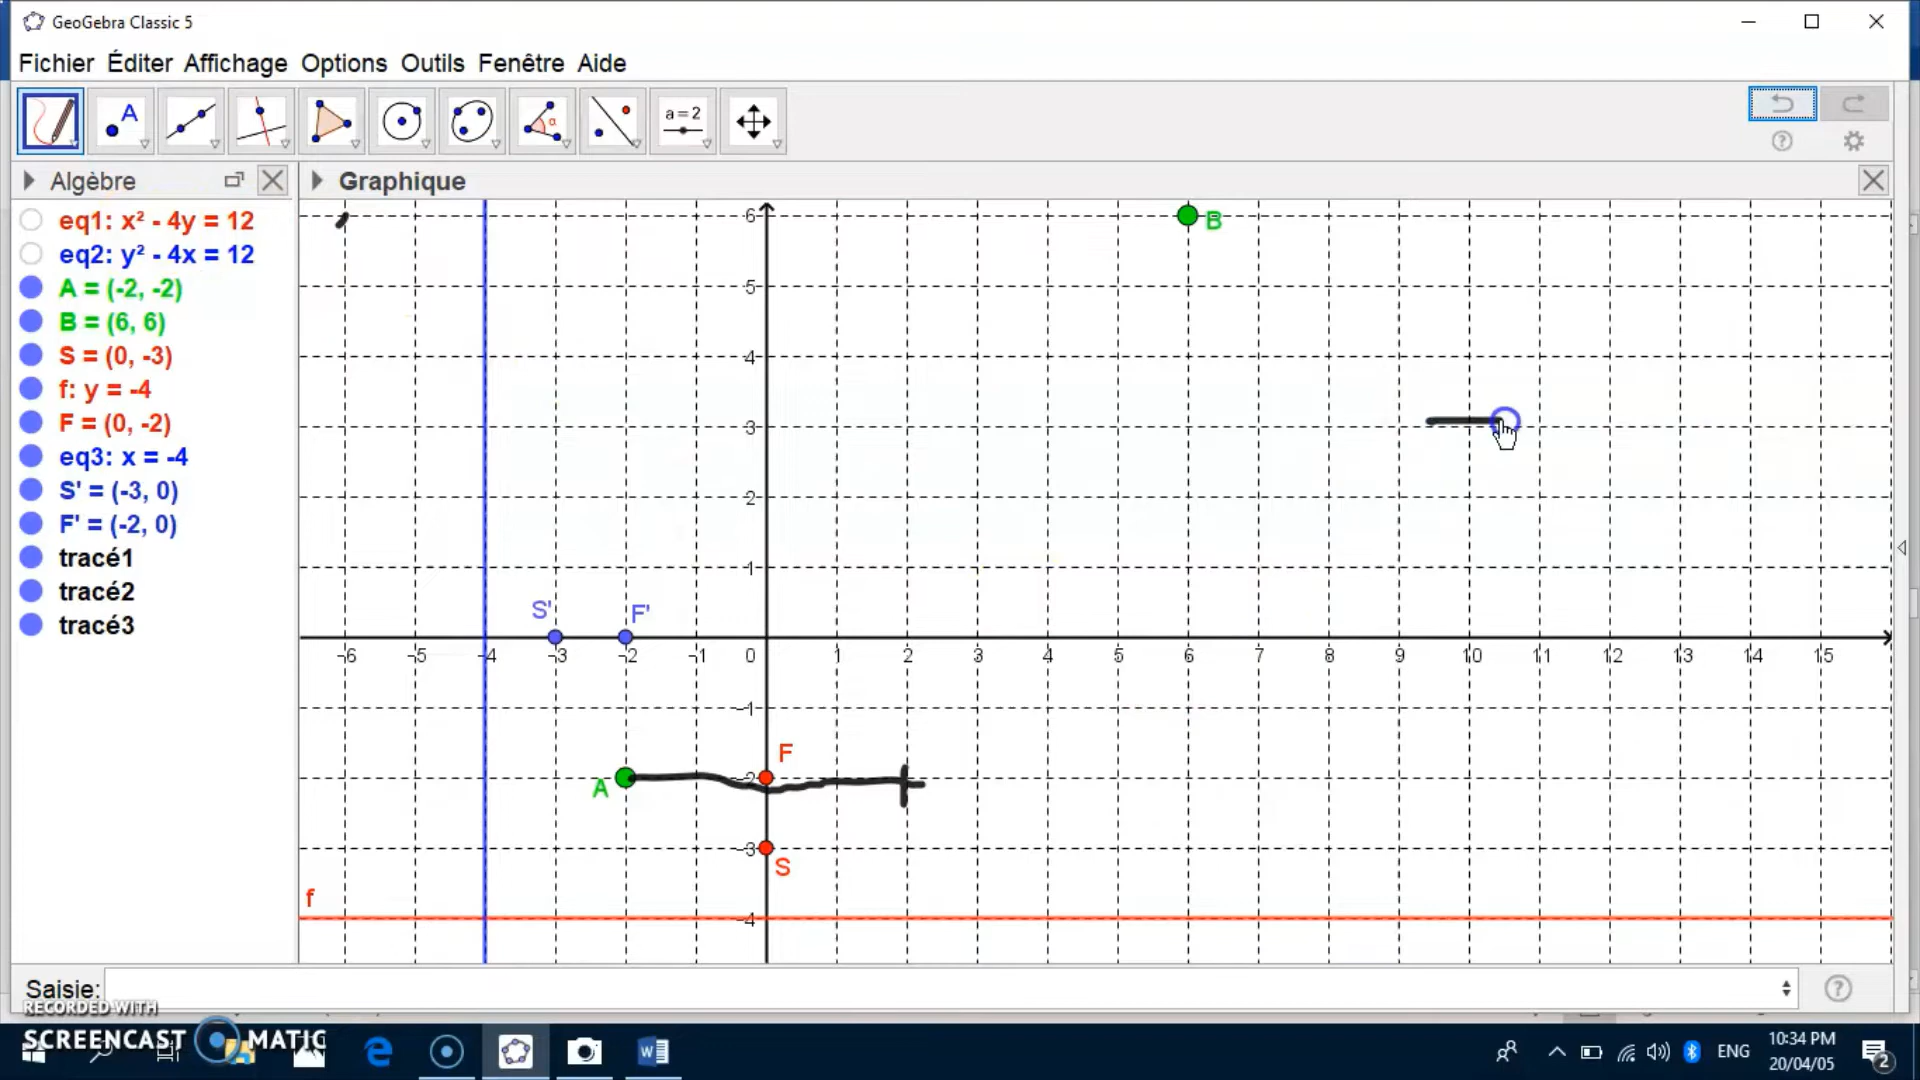 GeoGebra Classic 5
Fichier Éditer Affichage Options Outils Fenêtre Aide
A
α
a = 2
Algèbre
Graphique
eq1: x² - 4y = 12
eq2: y² - 4x = 12
A = (-2, -2)
B = (6, 6)
S = (0, -3)
f: y = -4
F = (0, -2)
eq3: x = -4
S' = (-3, 0)
F' = (-2, 0)
tracé1
tracé2
tracé3
6
B
5
4
3
2
1
S' F'
-6 -5 -4 -3 -2 -1 0 1 2 3 4 5 6 7 8 9 10 11 12 13 14 15
-1
F
-2
A
-3
S
f
-4
Saisie:
RECORDED WITH
SCREENCAST MATIC
ENG
10:34 PM
20/04/05
2